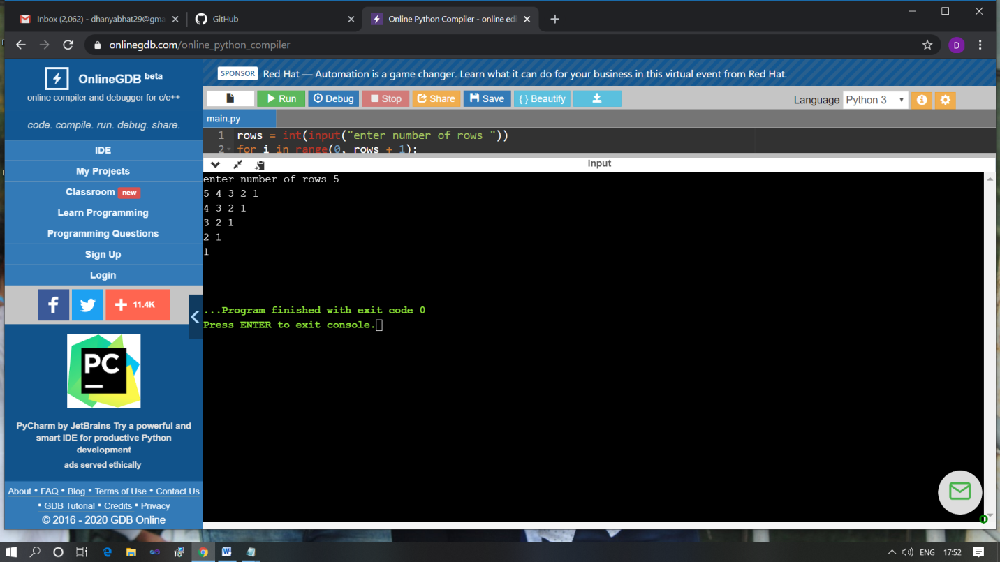 Inbox (2,062) - dhanyabhat29@gma
GitHub
Online Python Compiler - online edi
onlinegdb.com/online_python_compiler
D
OnlineGDB beta
online compiler and debugger for c/c++
code. compile. run. debug. share.
IDE
My Projects
Classroom new
Learn Programming
Programming Questions
Sign Up
Login
f
+ 11.4K
PC
PyCharm by JetBrains Try a powerful and
smart IDE for productive Python
development
ads served ethically
About • FAQ • Blog • Terms of Use • Contact Us
• GDB Tutorial • Credits • Privacy
© 2016 - 2020 GDB Online
SPONSOR Red Hat — Automation is a game changer. Learn what it can do for your business in this virtual event from Red Hat.
Run Debug Stop Share Save { } Beautify
Language Python 3
main.py
1 rows = int(input("enter number of rows "))
2 for i in range(0, rows + 1):
input
enter number of rows 5
5 4 3 2 1
4 3 2 1
3 2 1
2 1
1
...Program finished with exit code 0
Press ENTER to exit console.
ENG 17:52